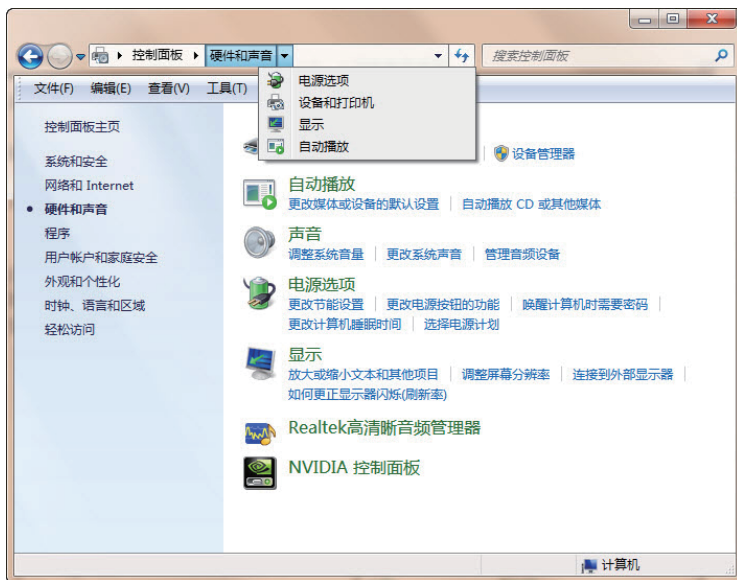 控制面板 硬件和声音 搜索控制面板
文件(F) 编辑(E) 查看(V) 工具(T)
电源选项
设备和打印机
显示
自动播放
控制面板主页
系统和安全
网络和 Internet
硬件和声音
程序
用户帐户和家庭安全
外观和个性化
时钟、语言和区域
轻松访问
设备管理器
自动播放
更改媒体或设备的默认设置 自动播放 CD 或其他媒体
声音
调整系统音量 更改系统声音 管理音频设备
电源选项
更改节能设置 更改电源按钮的功能 唤醒计算机时需要密码
更改计算机睡眠时间 选择电源计划
显示
放大或缩小文本和其他项目 调整屏幕分辨率 连接到外部显示器
如何更正显示器闪烁(刷新率)
Realtek高清晰音频管理器
NVIDIA 控制面板
计算机